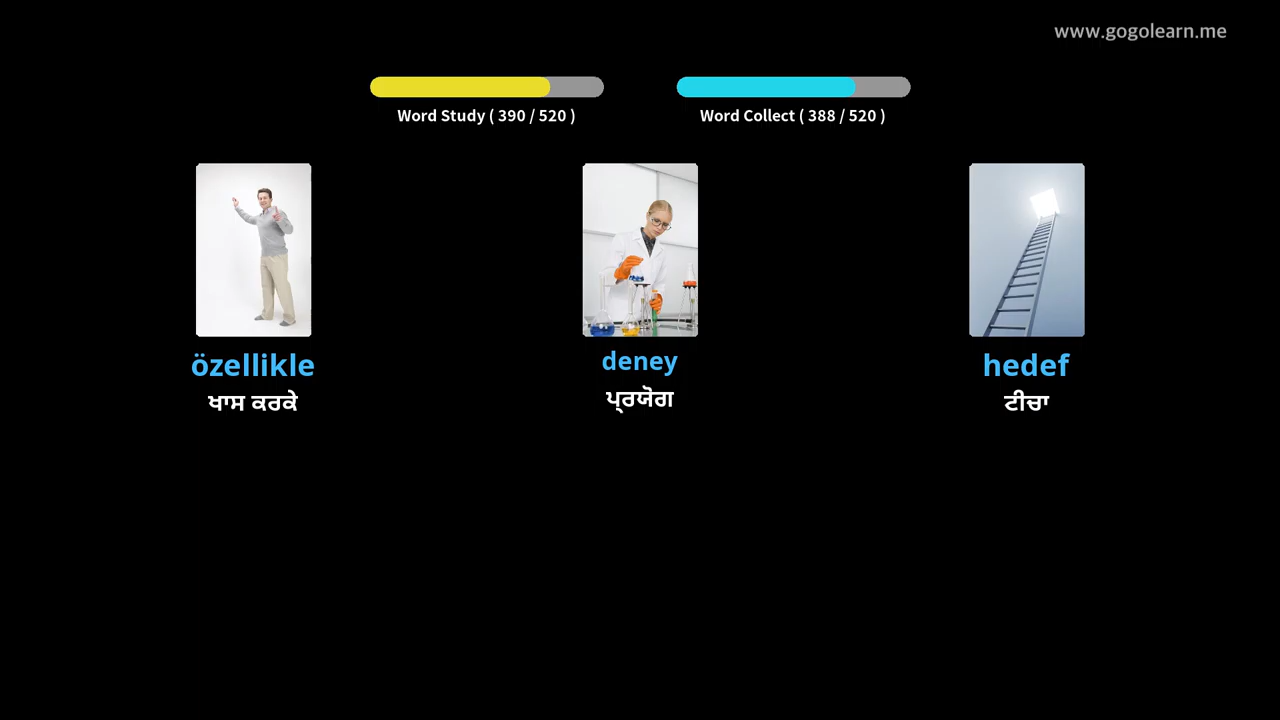 www.gogolearn.me
Word Study ( 390 / 520 )
Word Collect ( 388 / 520 )
özellikle
ਖਾਸ ਕਰਕੇ
deney
ਪ੍ਰਯੋਗ
hedef
ਟੀਚਾ